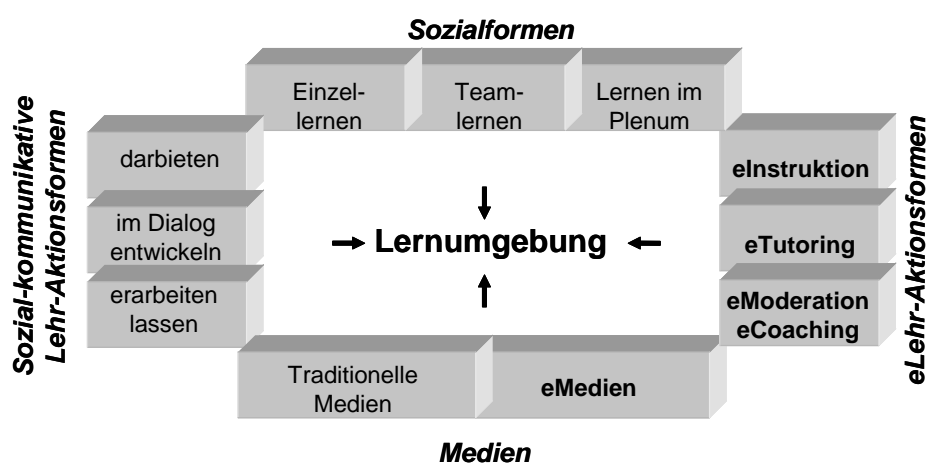 Sozialformen
Einzel-
lernen
Team-
lernen
Lernen im
Plenum
Sozial-kommunikative
Lehr-Aktionsformen
darbieten
im Dialog
entwickeln
erarbeiten
lassen
Lernumgebung
eInstruktion
eTutoring
eModeration
eCoaching
eLehr-Aktionsformen
Traditionelle
Medien
eMedien
Medien